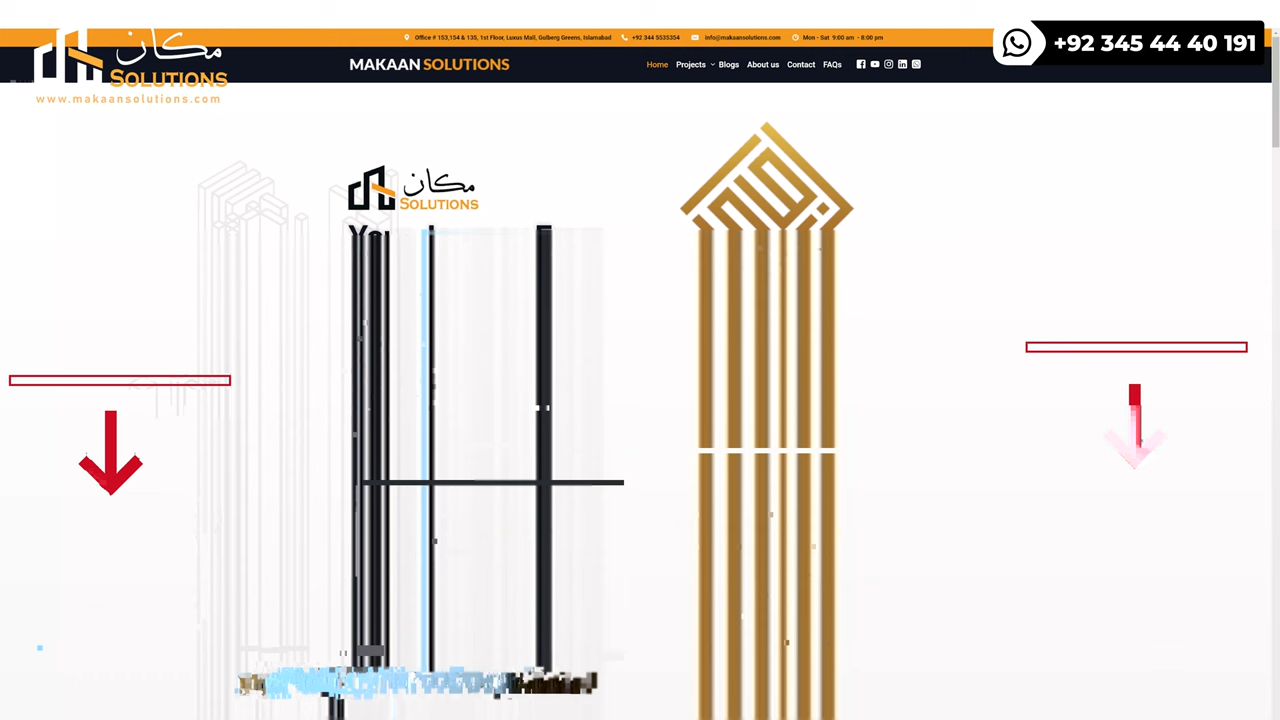 Office # 153,154 & 135, 1st Floor, Luxus Mall, Gulberg Greens, Islamabad
+92 344 5535354
info@makaansolutions.com
Mon - Sat 9:00 am - 8:00 pm
+92 345 44 40 191
مکان
SOLUTIONS
www.makaansolutions.com
MAKAAN SOLUTIONS
Home Projects Blogs About us Contact FAQs
مکان
SOLUTIONS